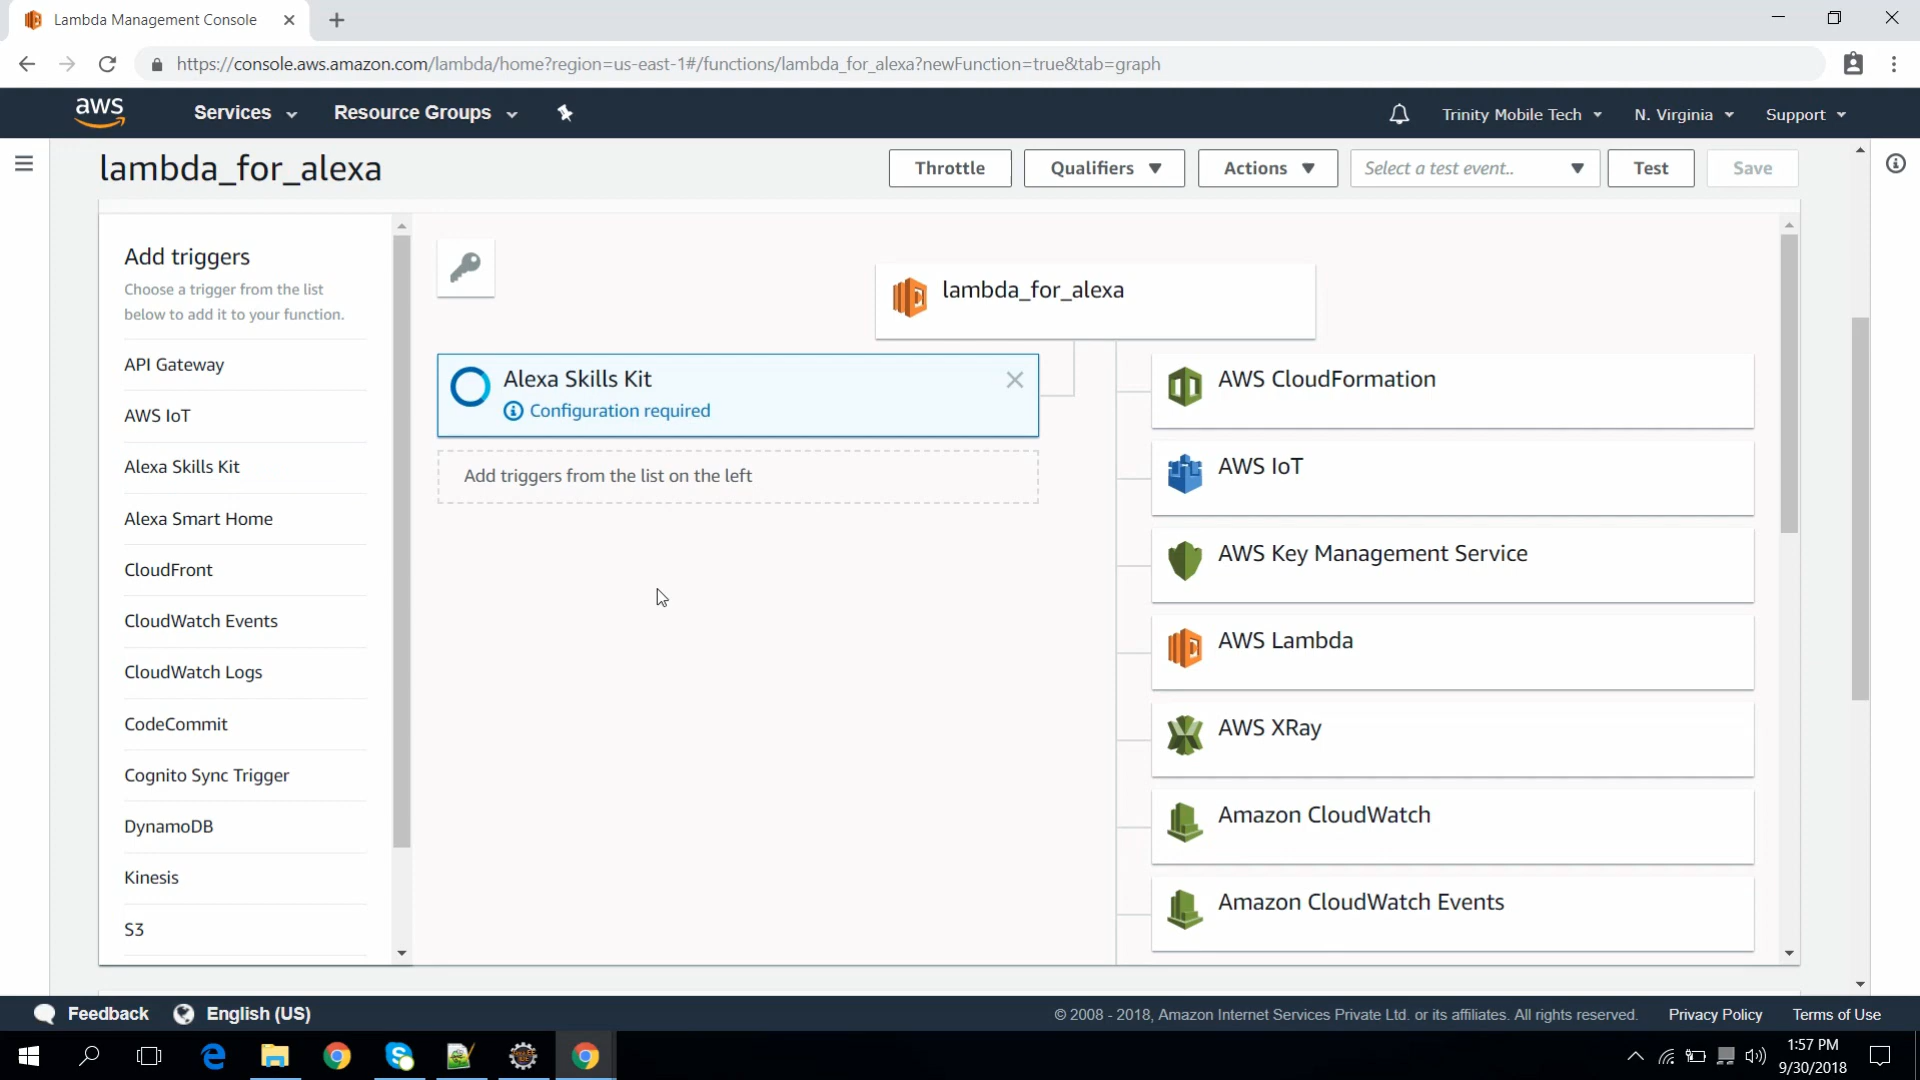 Lambda Management Console
https://console.aws.amazon.com/lambda/home?region=us-east-1#/functions/lambda_for_alexa?newFunction=true&tab=graph
aws
Services
Resource Groups
Trinity Mobile Tech
N. Virginia
Support
lambda_for_alexa
Throttle
Qualifiers
Actions
Select a test event..
Test
Save
Add triggers
Choose a trigger from the list
below to add it to your function.
API Gateway
AWS IoT
Alexa Skills Kit
Alexa Smart Home
CloudFront
CloudWatch Events
CloudWatch Logs
CodeCommit
Cognito Sync Trigger
DynamoDB
Kinesis
S3
lambda_for_alexa
Alexa Skills Kit
Configuration required
Add triggers from the list on the left
AWS CloudFormation
AWS IoT
AWS Key Management Service
AWS Lambda
AWS XRay
Amazon CloudWatch
Amazon CloudWatch Events
Feedback
English (US)
© 2008 - 2018, Amazon Internet Services Private Ltd. or its affiliates. All rights reserved.
Privacy Policy
Terms of Use
1:57 PM
9/30/2018